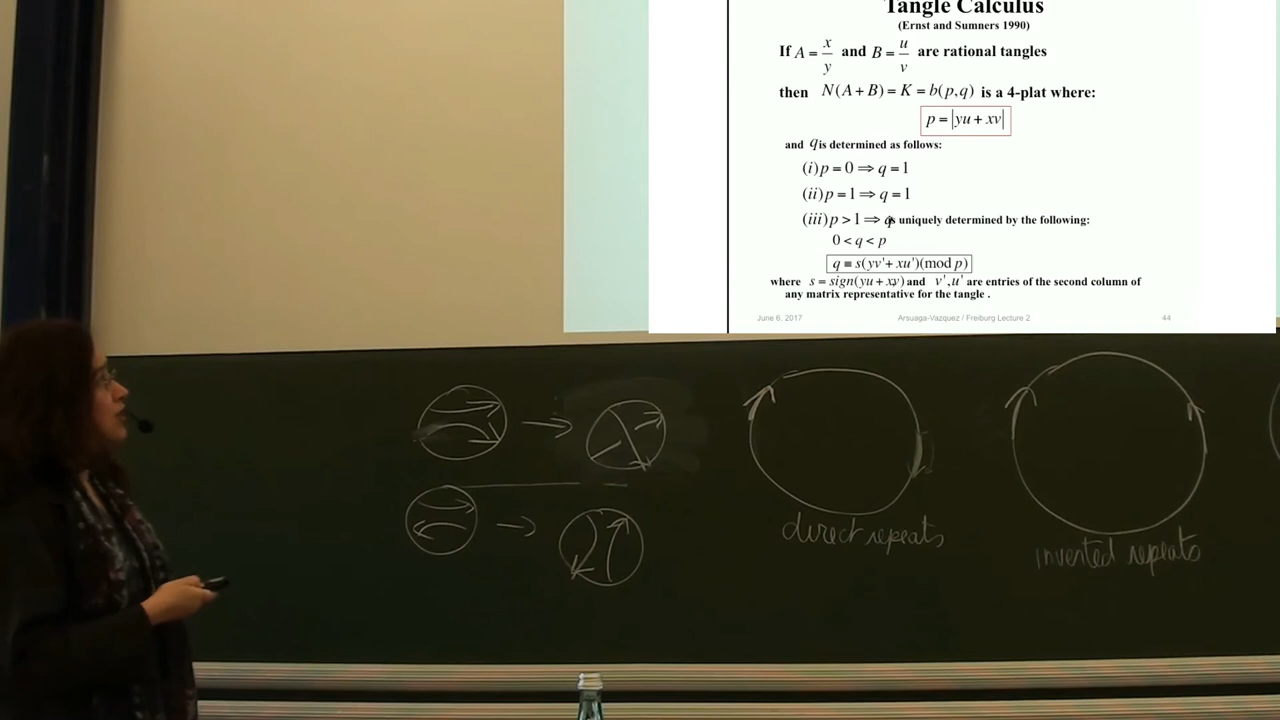 Tangle Calculus
(Ernst and Sumners 1990)
If A = x/y and B = u/v are rational tangles
then N(A + B) = K = b(p,q) is a 4-plat where:
p = |yu + xv|
and q is determined as follows:
(i) p = 0 ⇒ q = 1
(ii) p = 1 ⇒ q = 1
(iii) p > 1 ⇒ q is uniquely determined by the following:
0 < q < p
q ≡ s(yv'+ xu')(mod p)
where s = sign(yu + xv) and v',u' are entries of the second column of
any matrix representative for the tangle .
June 6, 2017 Arsuaga-Vazquez / Freiburg Lecture 2 44
direct repeats
inverted repeats